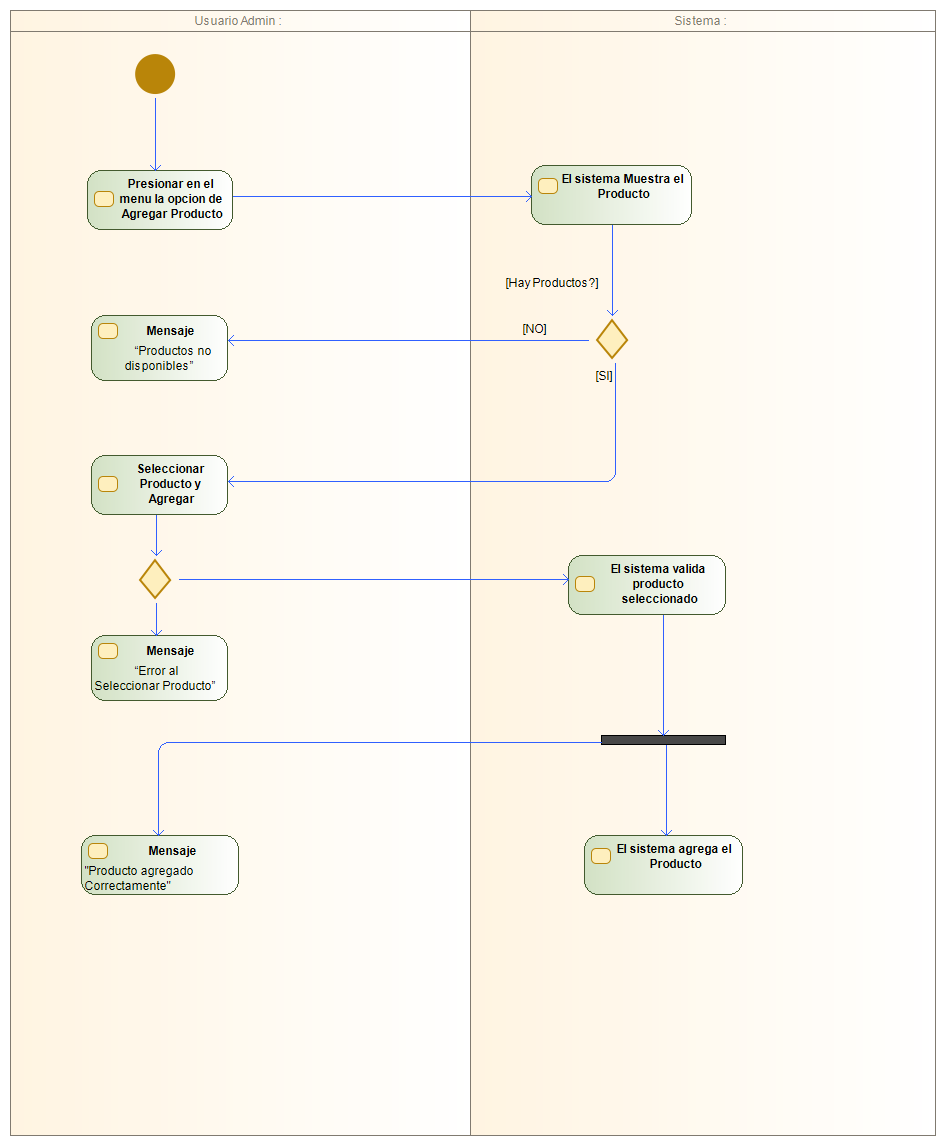 Usuario Admin :
Sistema :
Presionar en el
menu la opcion de
Agregar Producto
El sistema Muestra el
Producto
[Hay Productos?]
[NO]
Mensaje
“Productos no
disponibles”
[SI]
Seleccionar
Producto y
Agregar
El sistema valida
producto
seleccionado
Mensaje
“Error al
Seleccionar Producto”
Mensaje
"Producto agregado
Correctamente"
El sistema agrega el
Producto